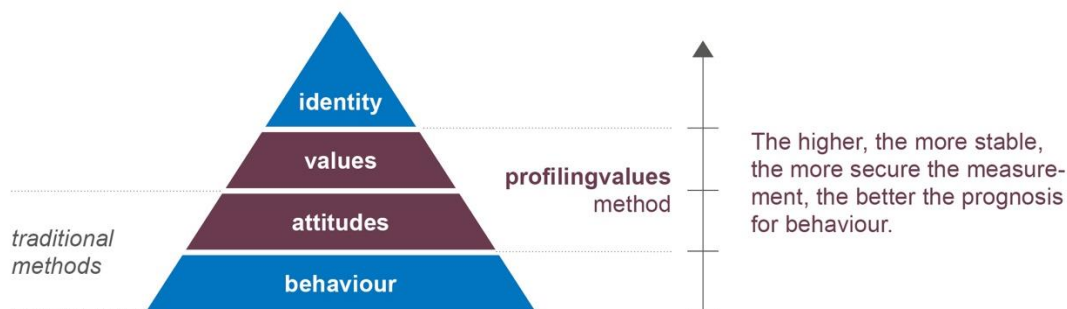 identity
values
attitudes
behaviour
traditional
methods
profilingvalues
method
The higher, the more stable,
the more secure the measure-
ment, the better the prognosis
for behaviour.